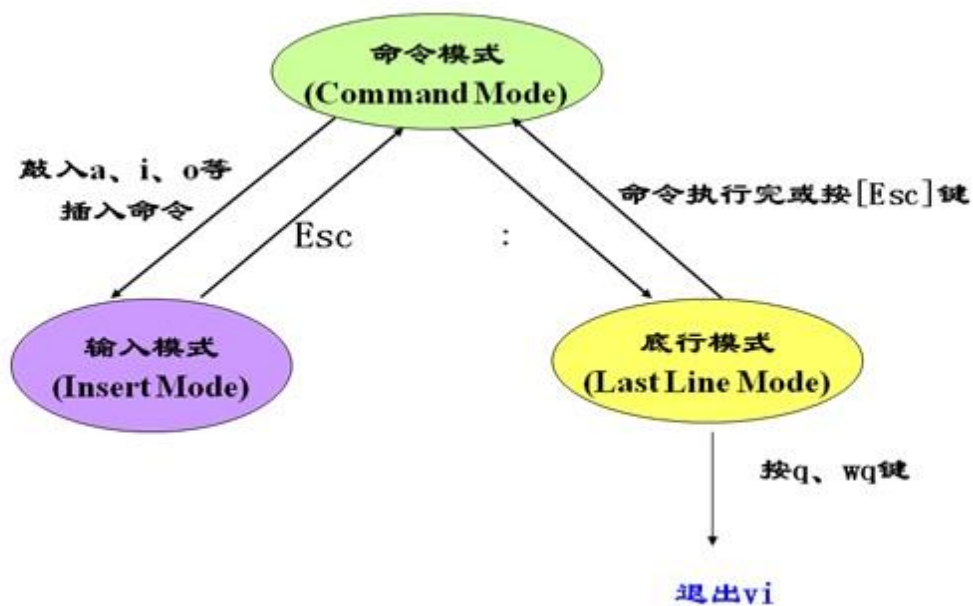 命令模式
(Command Mode)
敲入a、i、o等
插入命令
Esc
:
命令执行完或按[Esc]键
输入模式
(Insert Mode)
底行模式
(Last Line Mode)
按q、wq键
退出vi